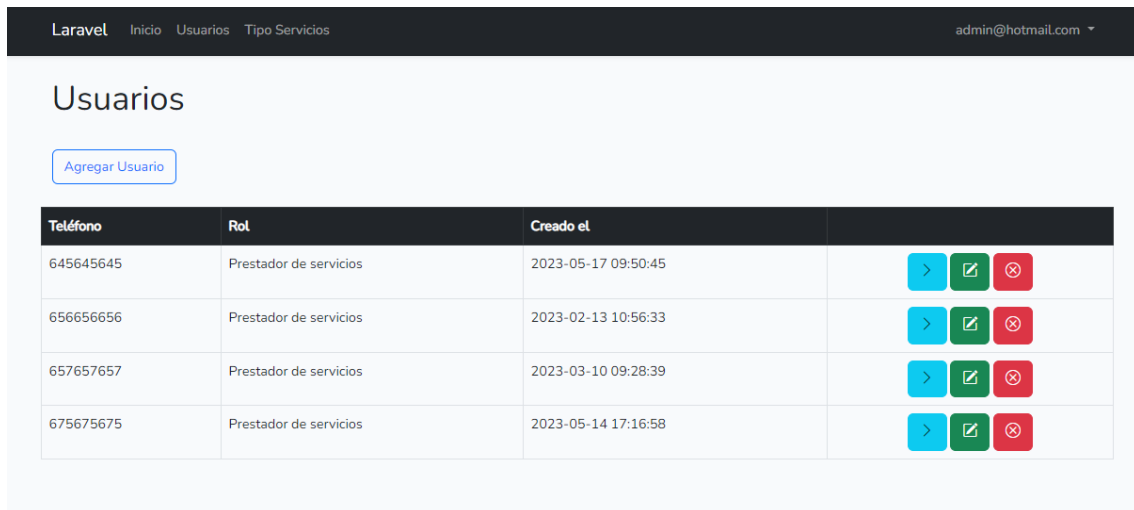 Laravel Inicio Usuarios Tipo Servicios admin@hotmail.com
Usuarios
Agregar Usuario
Teléfono Rol Creado el
645645645 Prestador de servicios 2023-05-17 09:50:45
656656656 Prestador de servicios 2023-02-13 10:56:33
657657657 Prestador de servicios 2023-03-10 09:28:39
675675675 Prestador de servicios 2023-05-14 17:16:58